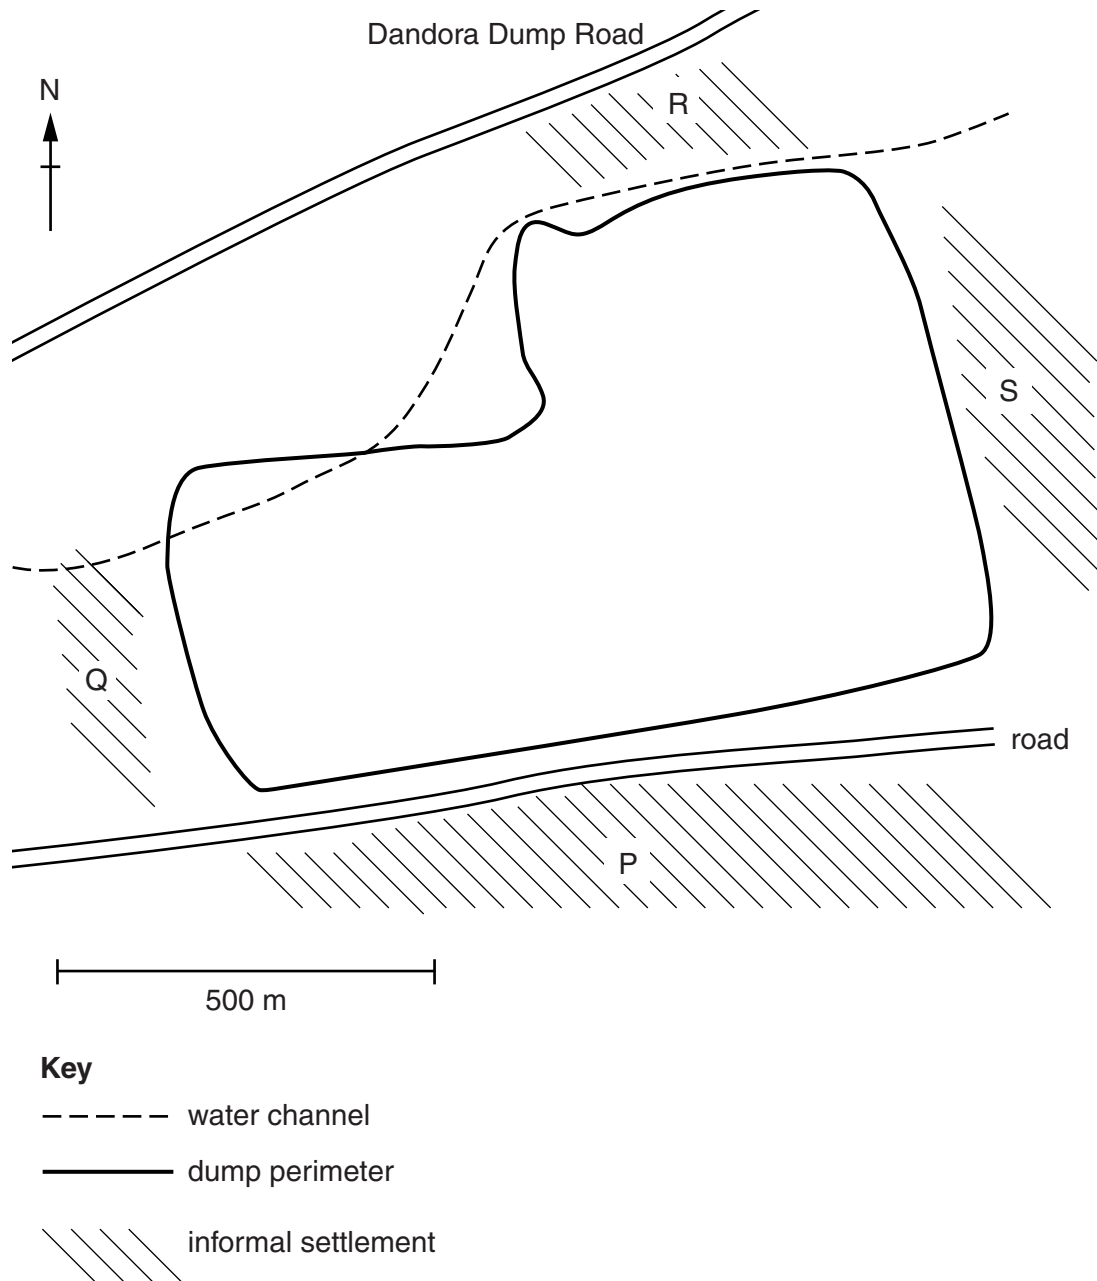 Dandora Dump Road
N
R
S
Q
road
P
500 m
Key
water channel
dump perimeter
informal settlement